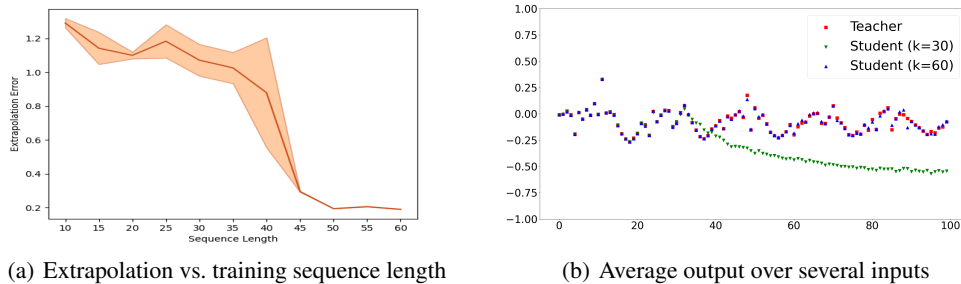 1.2
1.0
0.8
0.6
0.4
0.2
Extrapolation Error
10 15 20 25 30 35 40 45 50 55 60
Sequence Length
(a) Extrapolation vs. training sequence length
1.00
0.75
0.50
0.25
0.00
−0.25
−0.50
−0.75
−1.00
Teacher
Student (k=30)
Student (k=60)
0 20 40 60 80 100
(b) Average output over several inputs